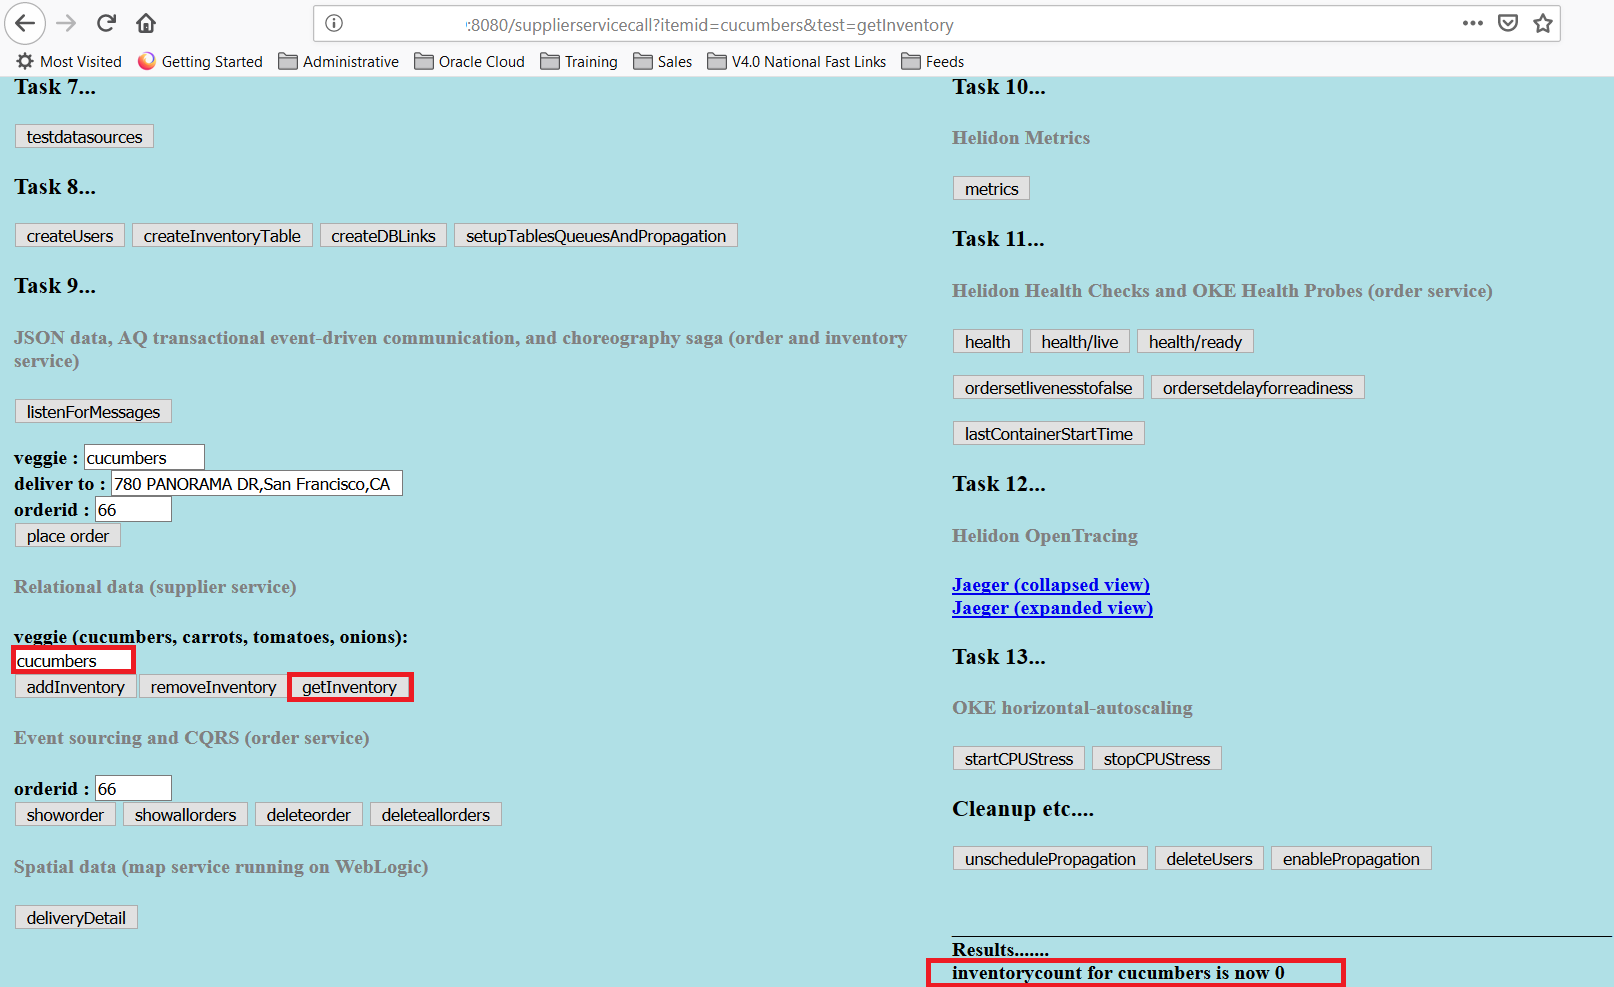 :8080/supplierservicecall?itemid=cucumbers&test=getInventory
Most Visited Getting Started Administrative Oracle Cloud Training Sales V4.0 National Fast Links Feeds
Task 7...
testdatasources
Task 8...
createUsers createInventoryTable createDBLinks setupTablesQueuesAndPropagation
Task 9...
JSON data, AQ transactional event-driven communication, and choreography saga (order and inventory
service)
listenForMessages
veggie : cucumbers
deliver to : 780 PANORAMA DR,San Francisco,CA
orderid : 66
place order
Relational data (supplier service)
veggie (cucumbers, carrots, tomatoes, onions):
cucumbers
addInventory removeInventory getInventory
Event sourcing and CQRS (order service)
orderid : 66
showorder showallorders deleteorder deleteallorders
Spatial data (map service running on WebLogic)
deliveryDetail
Task 10...
Helidon Metrics
metrics
Task 11...
Helidon Health Checks and OKE Health Probes (order service)
health health/live health/ready
ordersetlivenesstofalse ordersetdelayforreadiness
lastContainerStartTime
Task 12...
Helidon OpenTracing
Jaeger (collapsed view)
Jaeger (expanded view)
Task 13...
OKE horizontal-autoscaling
startCPUStress stopCPUStress
Cleanup etc....
unschedulePropagation deleteUsers enablePropagation
Results.......
inventorycount for cucumbers is now 0